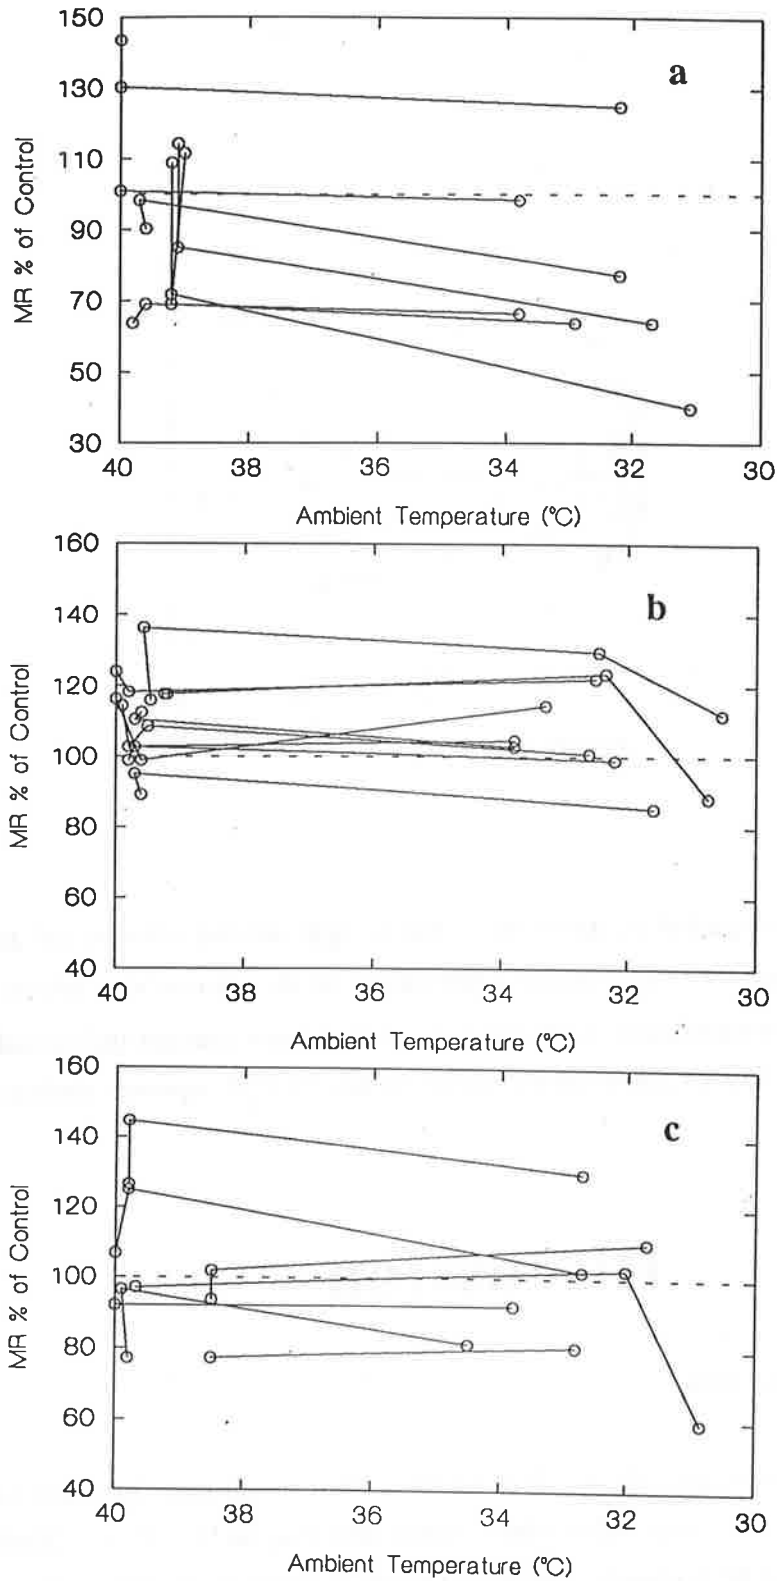 150
130
110
90
70
50
30
MR % of Control
a
40 38 36 34 32 30
Ambient Temperature (°C)
160
140
120
100
80
60
40
MR % of Control
b
40 38 36 34 32 30
Ambient Temperature (°C)
160
140
120
100
80
60
40
MR % of Control
c
40 38 36 34 32 30
Ambient Temperature (°C)